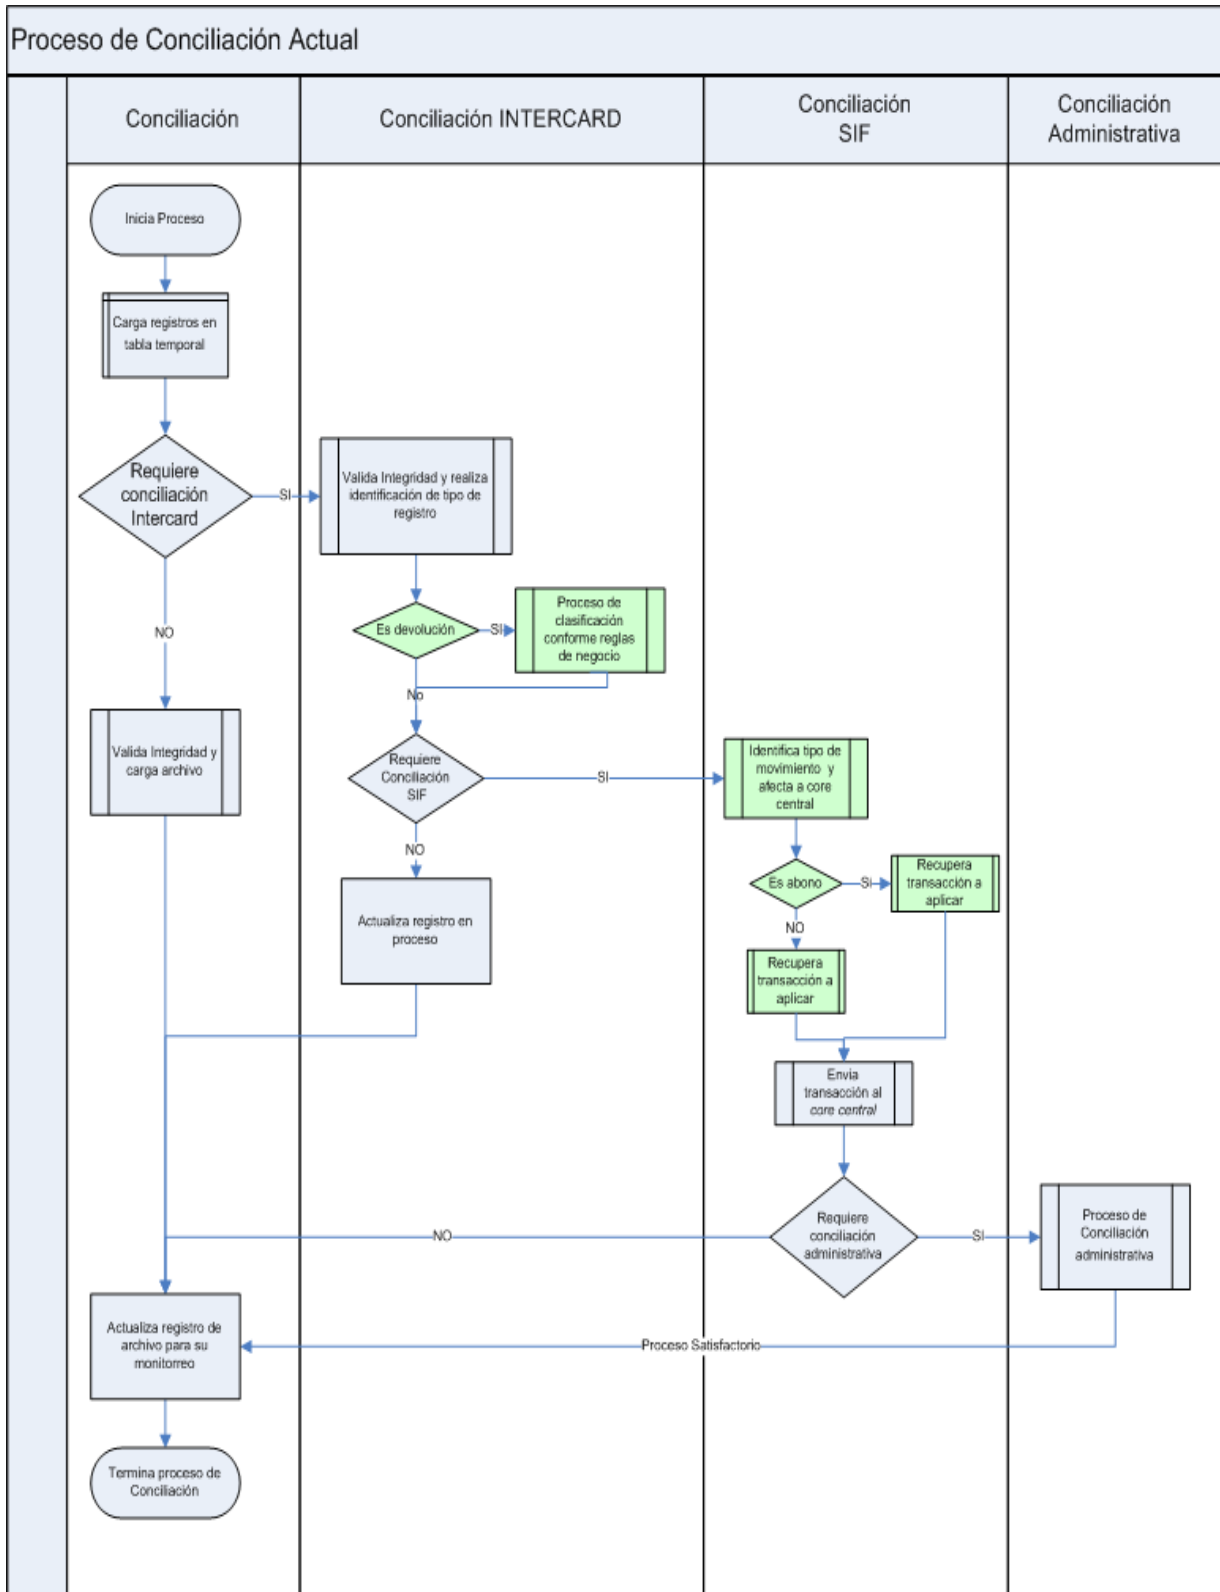 Proceso de Conciliación Actual
Conciliación
Conciliación INTERCARD
Conciliación
SIF
Conciliación
Administrativa
Inicia Proceso
Carga registros en
tabla temporal
Requiere
conciliación
Intercard
SI
Valida Integridad y realiza
identificación de tipo de
registro
NO
Es devolución
SI
Proceso de
clasificación
conforme reglas
de negocio
No
Valida Integridad y
carga archivo
Requiere
Conciliación
SIF
SI
Identifica tipo de
movimiento y
afecta a core
central
NO
Es abono
Si
Recupera
transacción a
aplicar
Actualiza registro en
proceso
NO
Recupera
transacción a
aplicar
Envia
transacción al
core central
Requiere
conciliación
administrativa
NO
SI
Proceso de
Conciliación
administrativa
Actualiza registro de
archivo para su
monitorreo
Proceso Satisfactorio
Termina proceso de
Conciliación